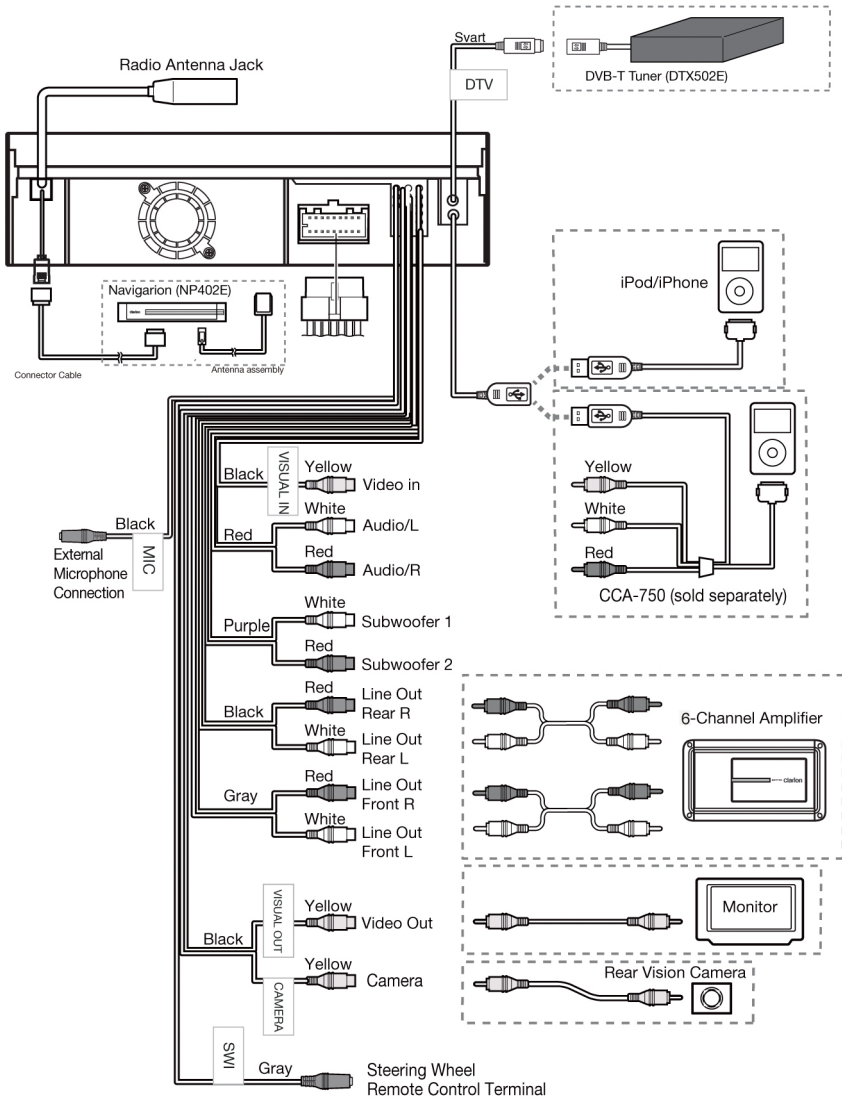 Svart
Radio Antenna Jack
DTV
DVB-T Tuner (DTX502E)
iPod/iPhone
Navigarion (NP402E)
Connector Cable
Antenna assembly
Black
VISUAL IN
Yellow
Video in
White
Audio/L
Red
Red
Audio/R
Yellow
White
Red
CCA-750 (sold separately)
Black
MIC
External
Microphone
Connection
White
Subwoofer 1
Purple
Red
Subwoofer 2
Red
Line Out
Rear R
Black
White
Line Out
Rear L
Red
Line Out
Front R
Gray
White
Line Out
Front L
6-Channel Amplifier
clarion
VISUAL OUT
Yellow
Video Out
Black
Monitor
CAMERA
Yellow
Camera
Rear Vision Camera
SWI
Gray
Steering Wheel
Remote Control Terminal